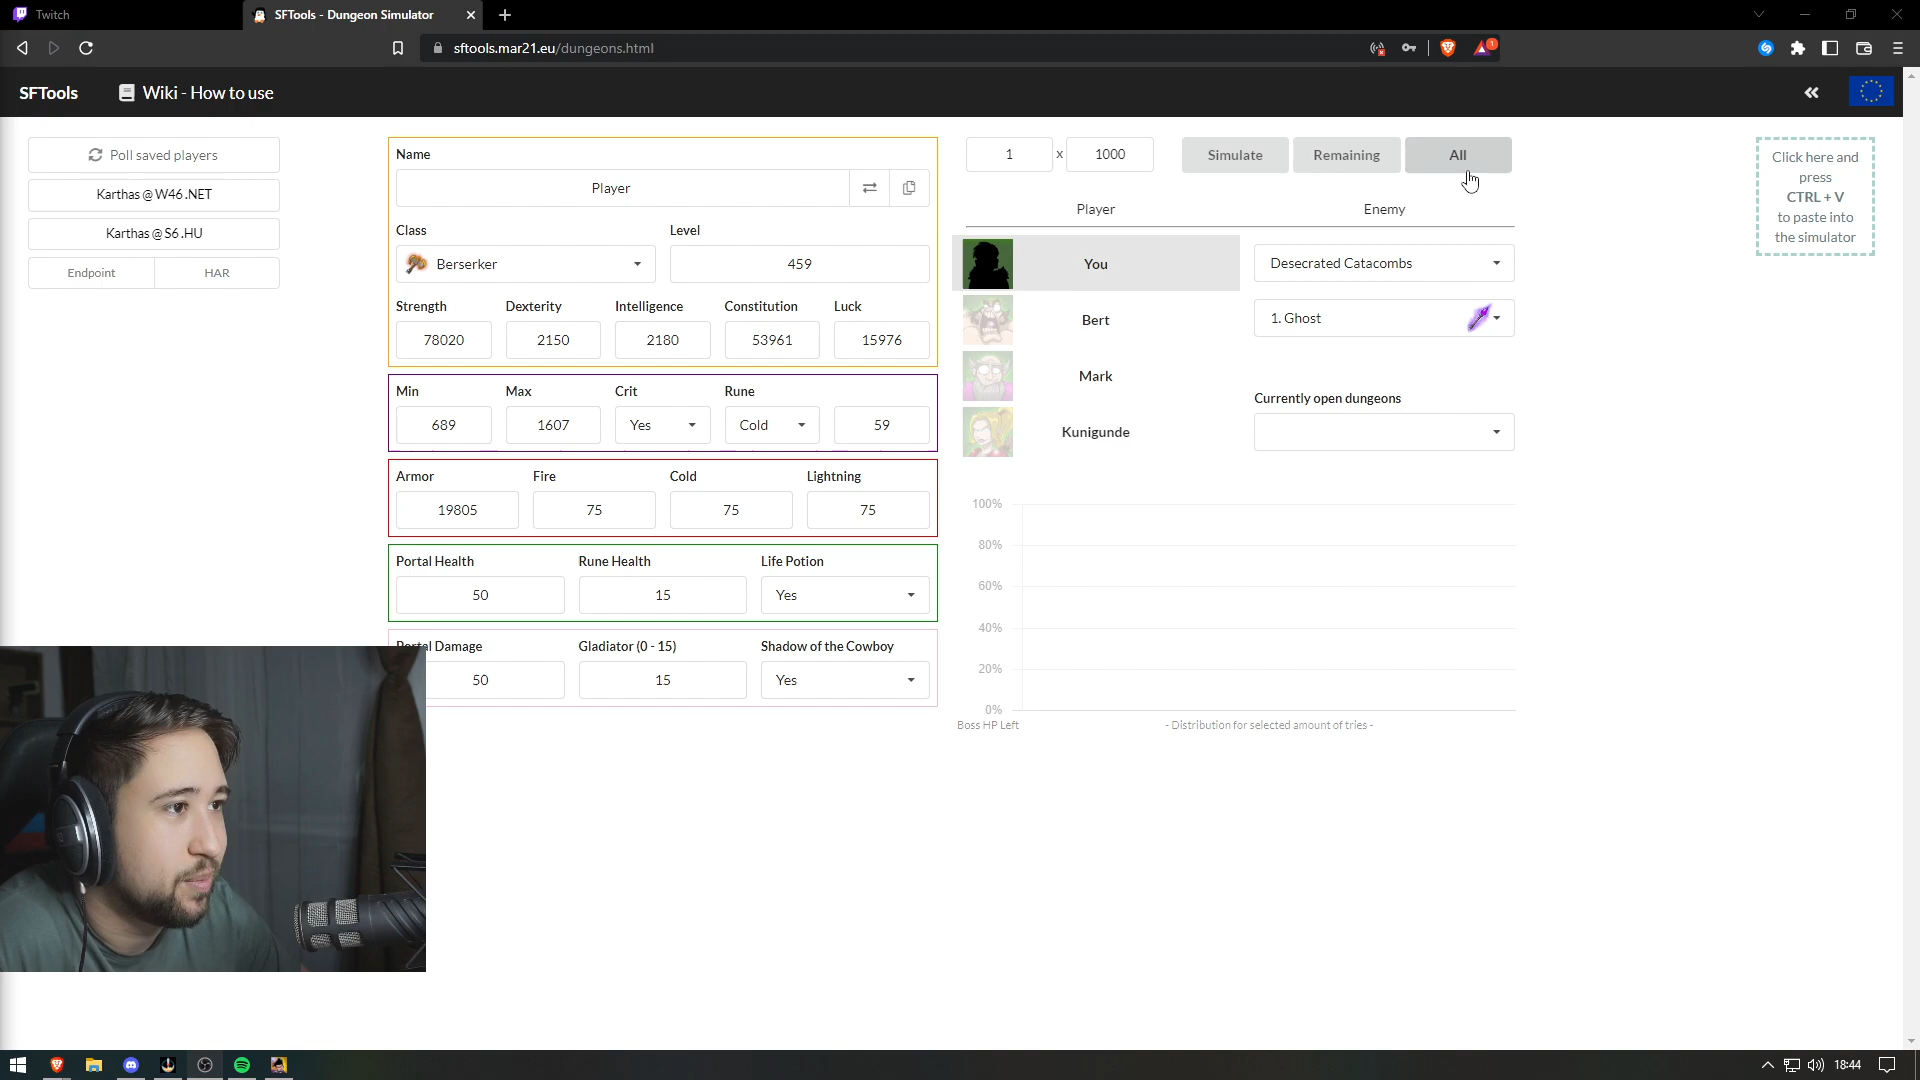 Twitch
SFTools - Dungeon Simulator
sftools.mar21.eu/dungeons.html
1
SFTools
Wiki - How to use
Poll saved players
Karthas @ W46 .NET
Karthas @ S6 .HU
Endpoint HAR
Name
Player
Class Level
Berserker 459
Strength Dexterity Intelligence Constitution Luck
78020 2150 2180 53961 15976
Min Max Crit Rune
689 1607 Yes Cold 59
Armor Fire Cold Lightning
19805 75 75 75
Portal Health Rune Health Life Potion
50 15 Yes
Portal Damage Gladiator (0 - 15) Shadow of the Cowboy
50 15 Yes
1 x 1000 Simulate Remaining All
Player Enemy
You
Bert
Mark
Kunigunde
Desecrated Catacombs
1. Ghost
Currently open dungeons
100%
80%
60%
40%
20%
0%
Boss HP Left
- Distribution for selected amount of tries -
Click here and
press
CTRL + V
to paste into
the simulator
18:44